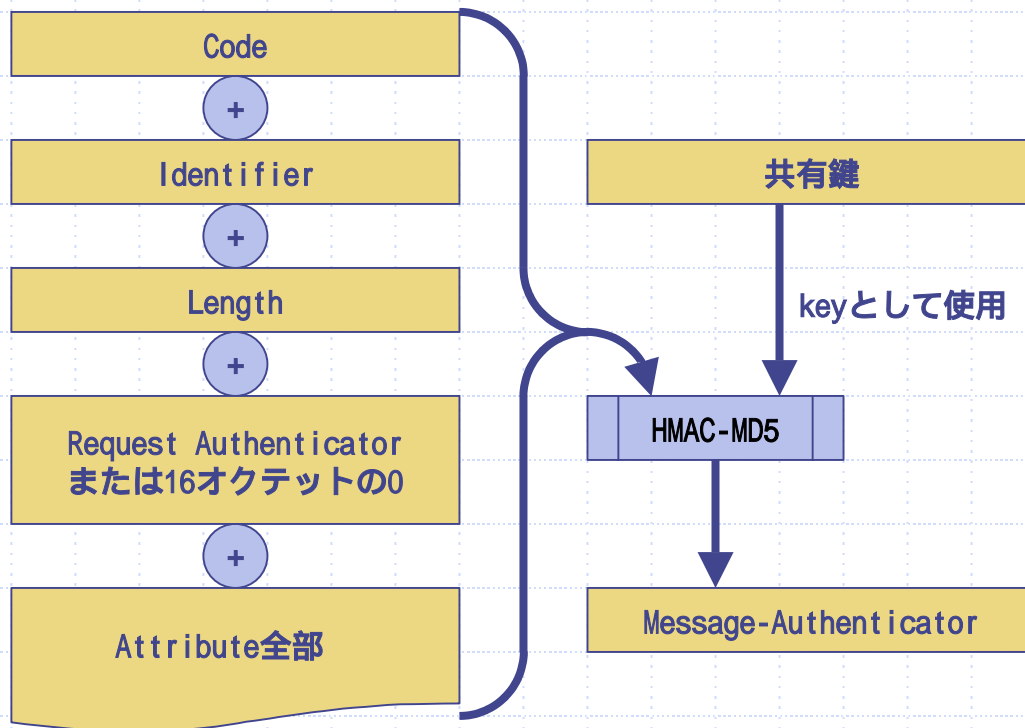 Code
+
Identifier
+
Length
+
Request Authenticator
または16オクテットの0
+
Attribute全部
共有鍵
keyとして使用
HMAC-MD5
Message-Authenticator